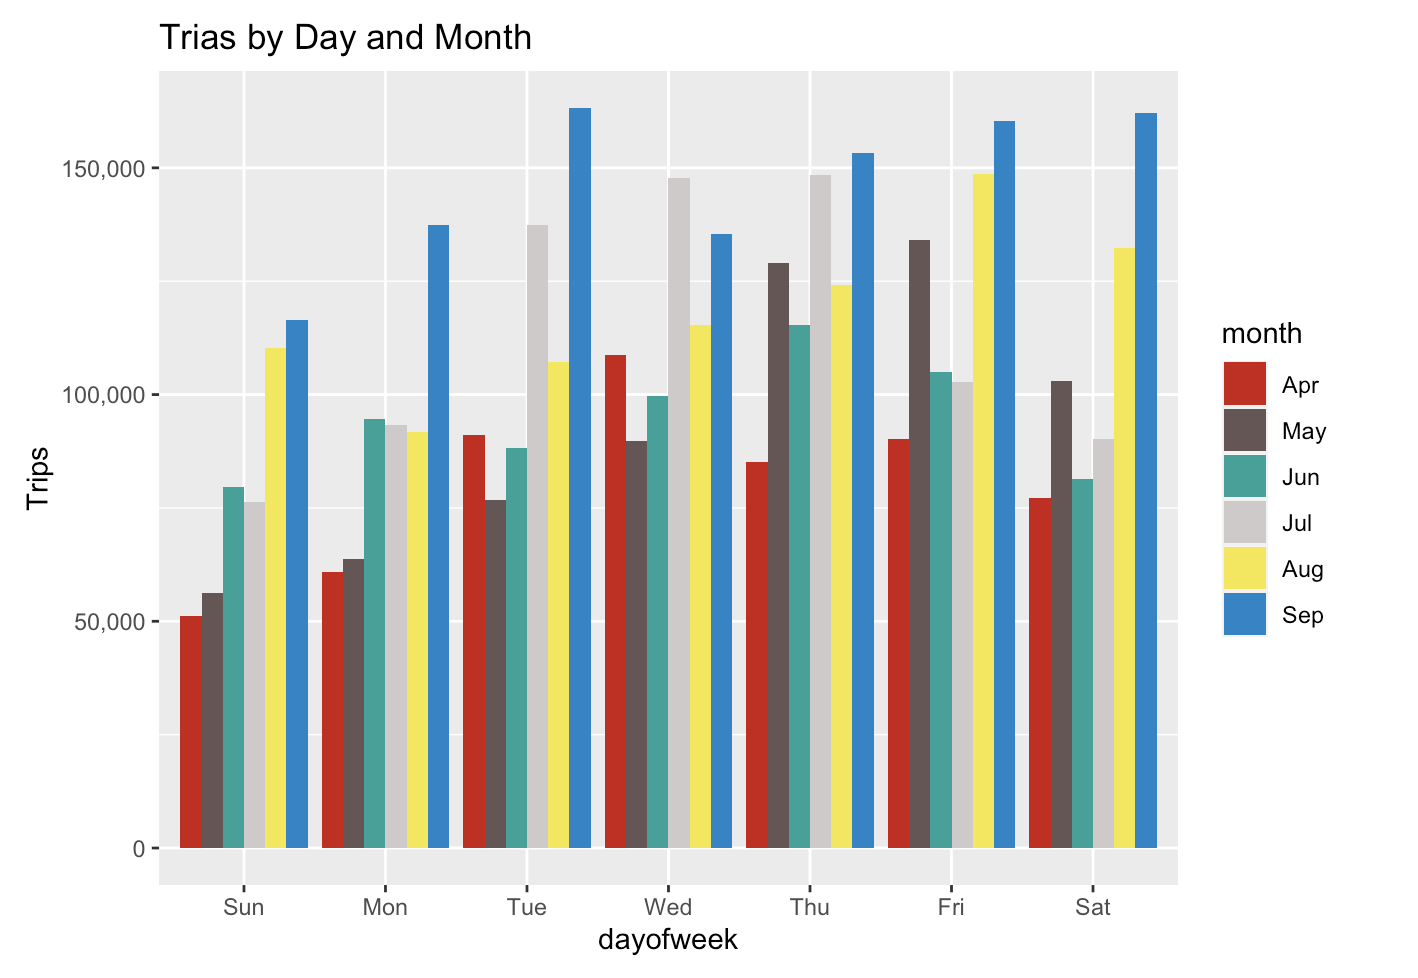 Trias by Day and Month
150,000
100,000
50,000
0
Trips
Sun Mon Tue Wed Thu Fri Sat
dayofweek
month
Apr
May
Jun
Jul
Aug
Sep